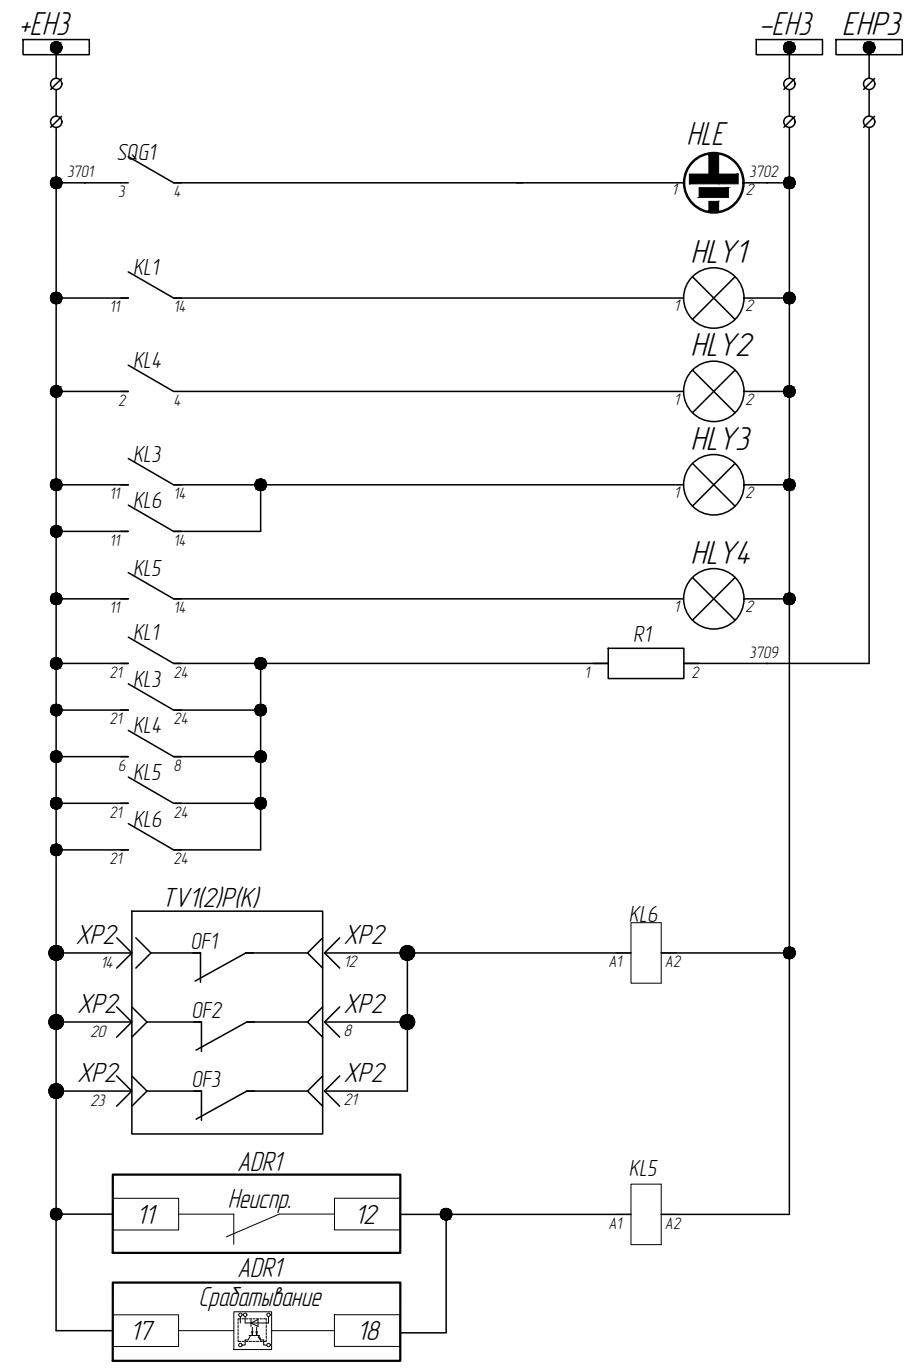 +EH3 -EH3 EHP3
SQG1 HLE
3701 3702
3 4 1 2
KL1 HLY1
11 14 1 2
KL4 HLY2
2 4 1 2
KL3 HLY3
11 14 1 2
KL6
11 14
KL5 HLY4
11 14 1 2
KL1 R1 3709
21 24 1 2
KL3
21 24
KL4
6 8
KL5
21 24
KL6
21 24
TV1(2)P(K)
XP2 OF1 XP2 KL6
14 12 A1 A2
XP2 OF2 XP2
20 8
XP2 OF3 XP2
23 21
ADR1 KL5
Неиспр.
11 12 A1 A2
ADR1
Срабатывание
17 18